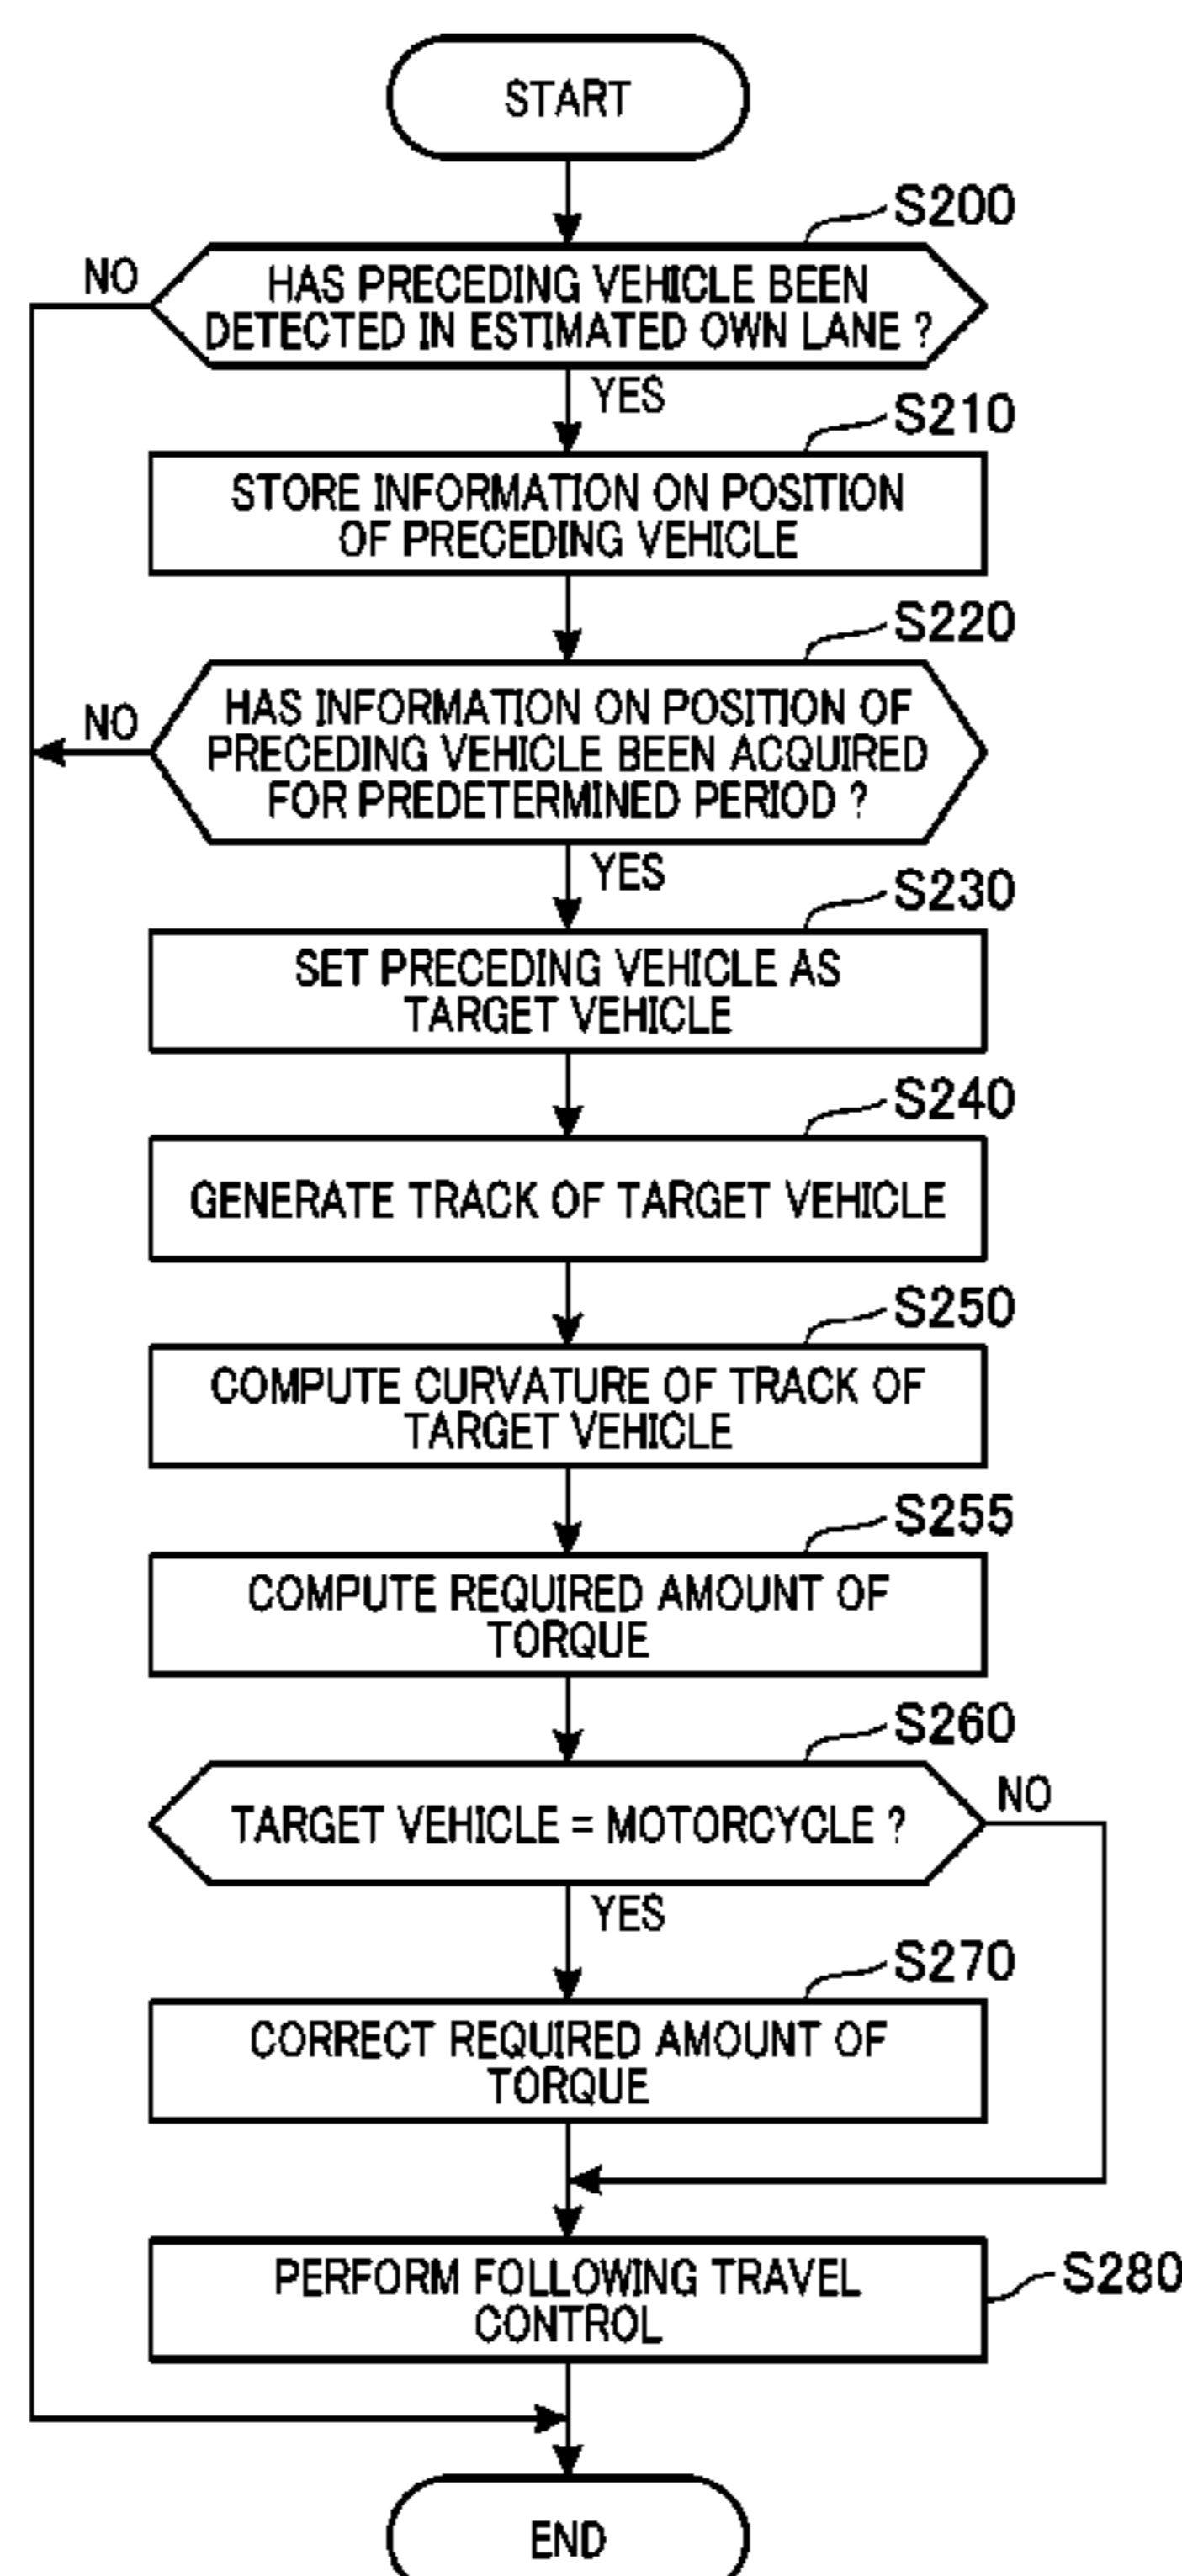 START
S200
NO
HAS PRECEDING VEHICLE BEEN
DETECTED IN ESTIMATED OWN LANE ?
YES
S210
STORE INFORMATION ON POSITION
OF PRECEDING VEHICLE
S220
NO
HAS INFORMATION ON POSITION OF
PRECEDING VEHICLE BEEN ACQUIRED
FOR PREDETERMINED PERIOD ?
YES
S230
SET PRECEDING VEHICLE AS
TARGET VEHICLE
S240
GENERATE TRACK OF TARGET VEHICLE
S250
COMPUTE CURVATURE OF TRACK OF
TARGET VEHICLE
S255
COMPUTE REQUIRED AMOUNT OF
TORQUE
S260
TARGET VEHICLE = MOTORCYCLE ?
NO
YES
S270
CORRECT REQUIRED AMOUNT OF
TORQUE
PERFORM FOLLOWING TRAVEL
CONTROL
S280
END